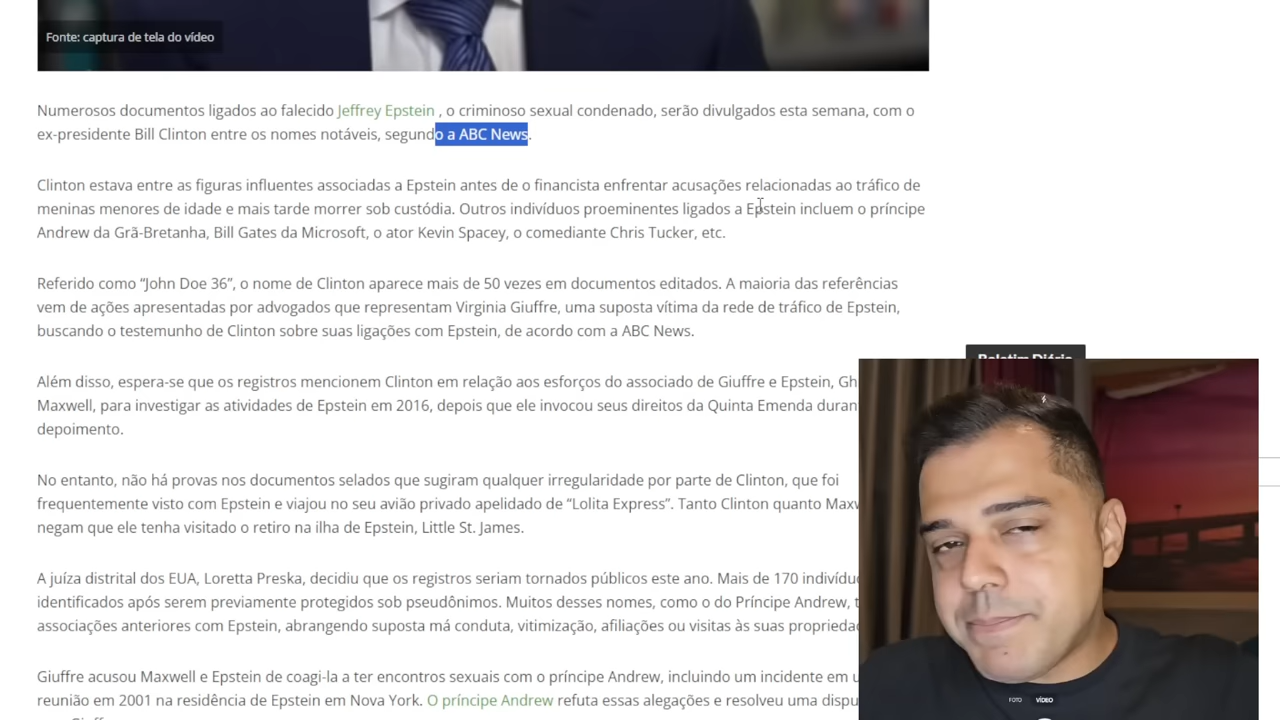 Fonte: captura de tela do vídeo
Numerosos documentos ligados ao falecido Jeffrey Epstein , o criminoso sexual condenado, serão divulgados esta semana, com o
ex-presidente Bill Clinton entre os nomes notáveis, segundo a ABC News.
Clinton estava entre as figuras influentes associadas a Epstein antes de o financista enfrentar acusações relacionadas ao tráfico de
meninas menores de idade e mais tarde morrer sob custódia. Outros indivíduos proeminentes ligados a Epstein incluem o príncipe
Andrew da Grã-Bretanha, Bill Gates da Microsoft, o ator Kevin Spacey, o comediante Chris Tucker, etc.
Referido como “John Doe 36”, o nome de Clinton aparece mais de 50 vezes em documentos editados. A maioria das referências
vem de ações apresentadas por advogados que representam Virginia Giuffre, uma suposta vítima da rede de tráfico de Epstein,
buscando o testemunho de Clinton sobre suas ligações com Epstein, de acordo com a ABC News.
Boletim Diário
Além disso, espera-se que os registros mencionem Clinton em relação aos esforços do associado de Giuffre e Epstein, Gh
Maxwell, para investigar as atividades de Epstein em 2016, depois que ele invocou seus direitos da Quinta Emenda duran
depoimento.
No entanto, não há provas nos documentos selados que sugiram qualquer irregularidade por parte de Clinton, que foi
frequentemente visto com Epstein e viajou no seu avião privado apelidado de “Lolita Express”. Tanto Clinton quanto Maxw
negam que ele tenha visitado o retiro na ilha de Epstein, Little St. James.
A juíza distrital dos EUA, Loretta Preska, decidiu que os registros seriam tornados públicos este ano. Mais de 170 indivídu
identificados após serem previamente protegidos sob pseudônimos. Muitos desses nomes, como o do Príncipe Andrew, t
associações anteriores com Epstein, abrangendo suposta má conduta, vitimização, afiliações ou visitas às suas propriedad
Giuffre acusou Maxwell e Epstein de coagi-la a ter encontros sexuais com o príncipe Andrew, incluindo um incidente em u
reunião em 2001 na residência de Epstein em Nova York. O príncipe Andrew refuta essas alegações e resolveu uma dispu
FOTO VÍDEO